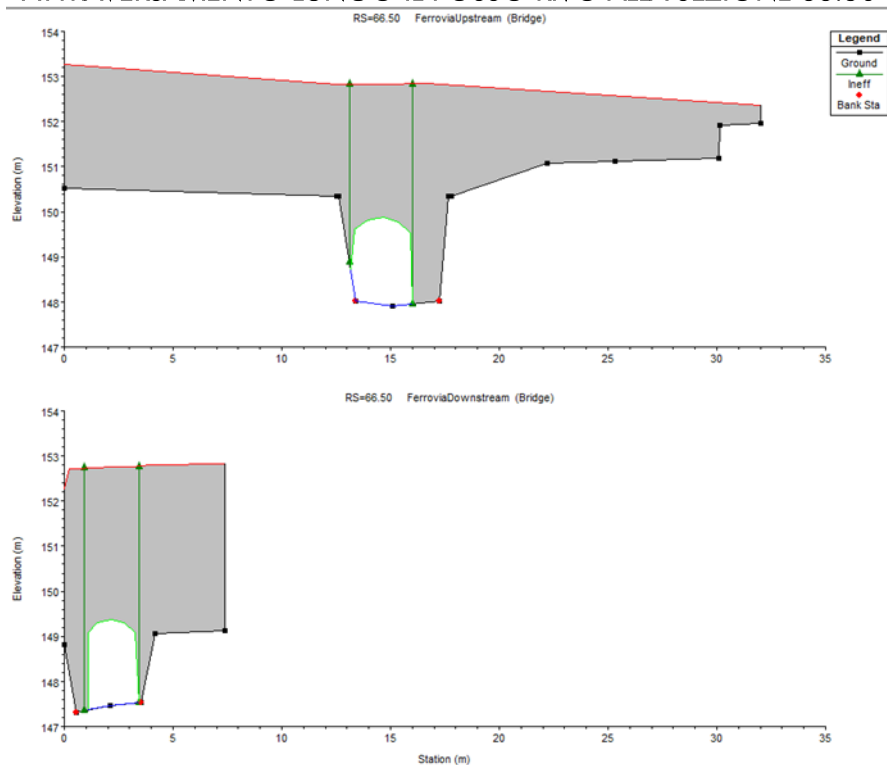 RS=66.50 FerroviaUpstream (Bridge)
Legend
Ground
Ineff
Bank Sta
Elevation (m)
154
153
152
151
150
149
148
147
0 5 10 15 20 25 30 35
RS=66.50 FerroviaDownstream (Bridge)
Elevation (m)
154
153
152
151
150
149
148
147
0 5 10 15 20 25 30 35
Station (m)